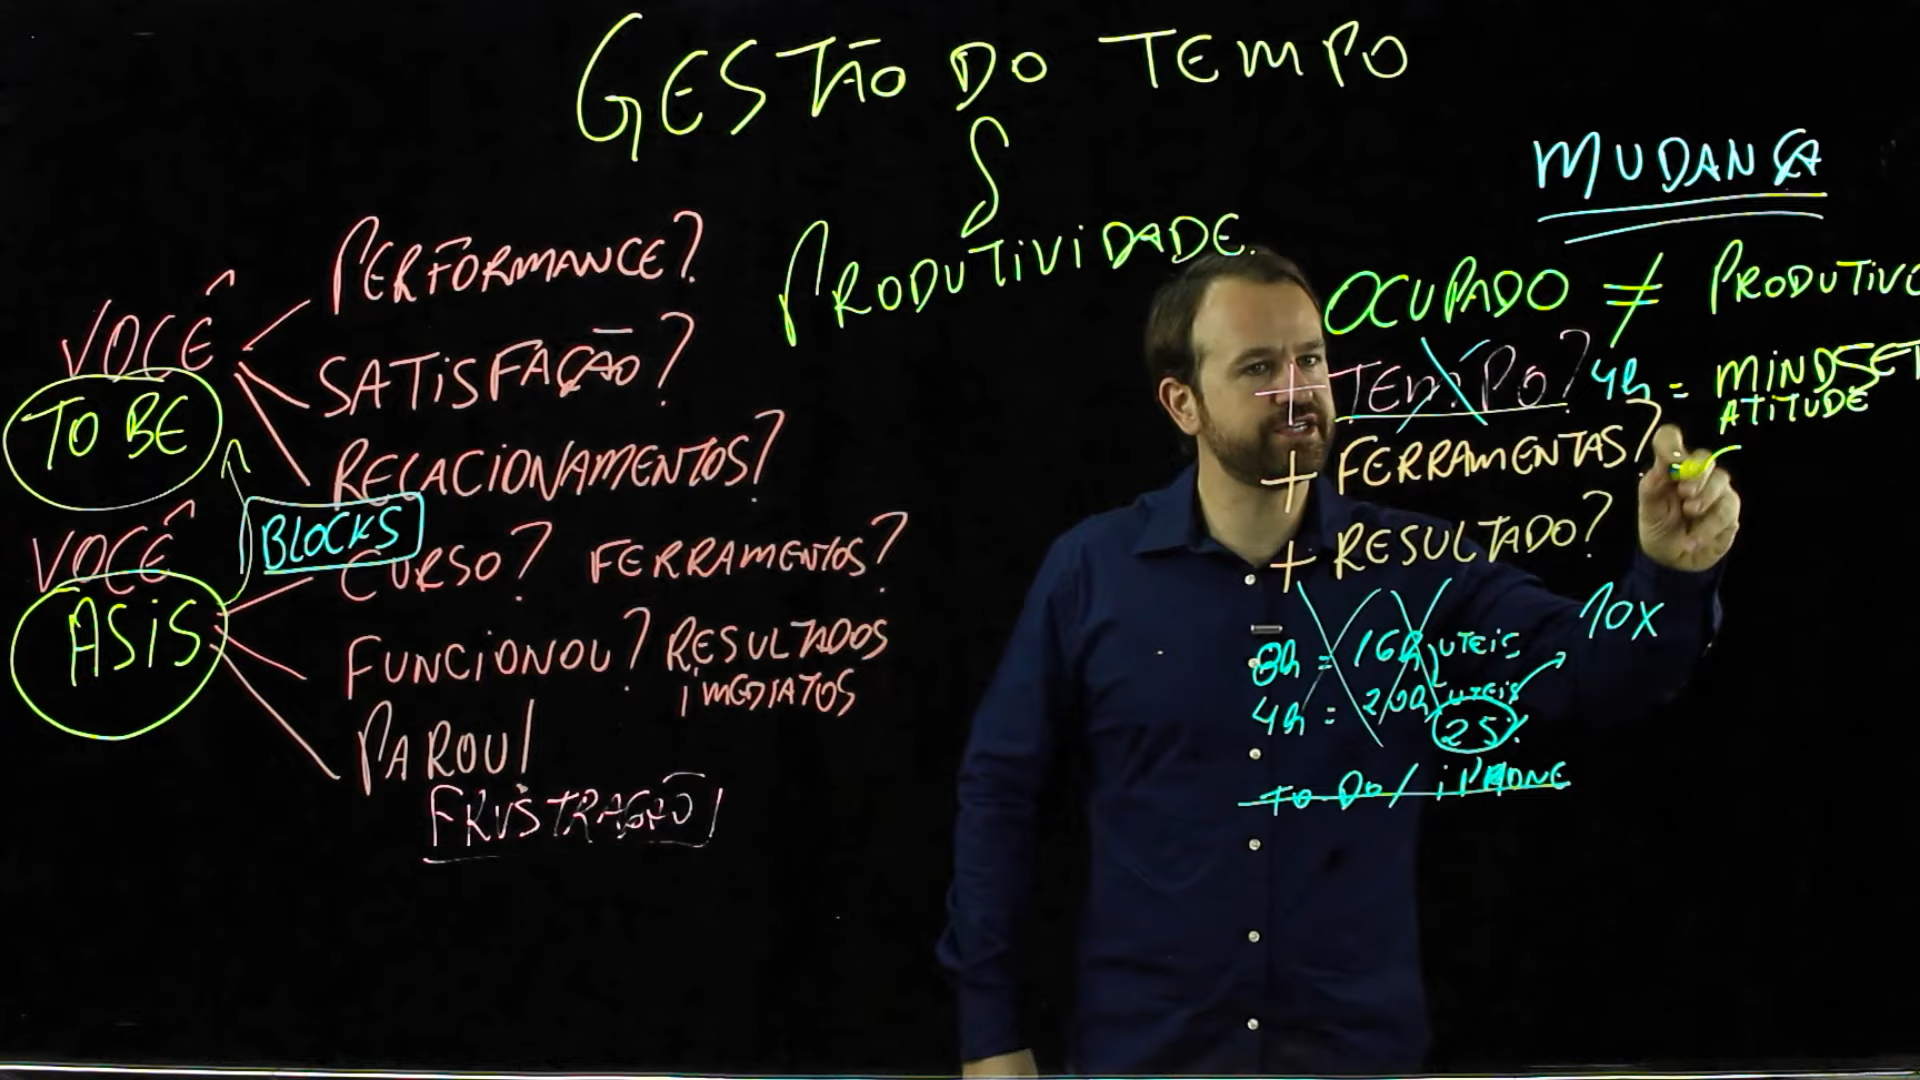 GESTÃO DO TEMPO
&
PRODUTIVIDADE.
VOCÊ
TO BE
PERFORMANCE?
SATISFAÇÃO?
RELACIONAMENTOS?
BLOCKS
VOCÊ
ASIS
CURSO? FERRAMENTOS?
FUNCIONOU? RESULTADOS
iMEDIATOS
PAROU!
FRUSTRAÇÃO!
MUDANÇA
OCUPADO ≠ PRODUTIVO
+ TEMPO? 4h = MINDSET
ATITUDE
+ FERRAMENTAS?
+ RESULTADO?
8h = 16h UTEIS
10X
4h = 200h UTEIS
25%
TO-DO / iPHONE